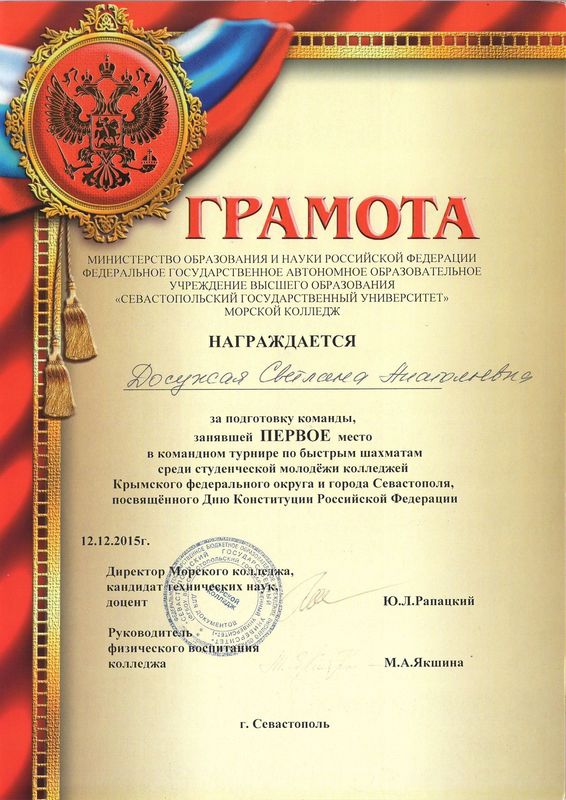 ГРАМОТА
МИНИСТЕРСТВО ОБРАЗОВАНИЯ И НАУКИ РОССИЙСКОЙ ФЕДЕРАЦИИ
ФЕДЕРАЛЬНОЕ ГОСУДАРСТВЕННОЕ АВТОНОМНОЕ ОБРАЗОВАТЕЛЬНОЕ
УЧРЕЖДЕНИЕ ВЫСШЕГО ОБРАЗОВАНИЯ
«СЕВАСТОПОЛЬСКИЙ ГОСУДАРСТВЕННЫЙ УНИВЕРСИТЕТ»
МОРСКОЙ КОЛЛЕДЖ
НАГРАЖДАЕТСЯ
Досужая Светлана Анатольевна
за подготовку команды,
занявшей ПЕРВОЕ место
в командном турнире по быстрым шахматам
среди студенческой молодёжи колледжей
Крымского федерального округа и города Севастополя,
посвящённого Дню Конституции Российской Федерации
12.12.2015г.
Директор Морского колледжа,
кандидат технических наук,
доцент Ю.Л.Рапацкий
Руководитель
физического воспитания
колледжа М.А.Якшина
г. Севастополь